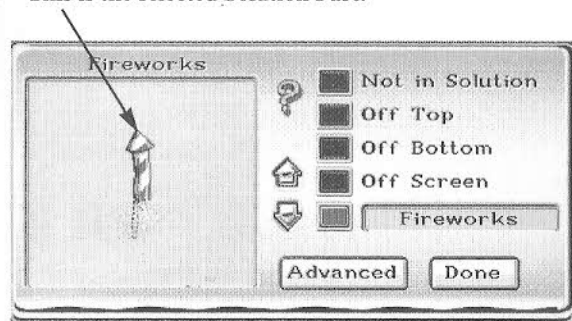 Fireworks
Not in Solution
Off Top
Off Bottom
Off Screen
Fireworks
Advanced
Done